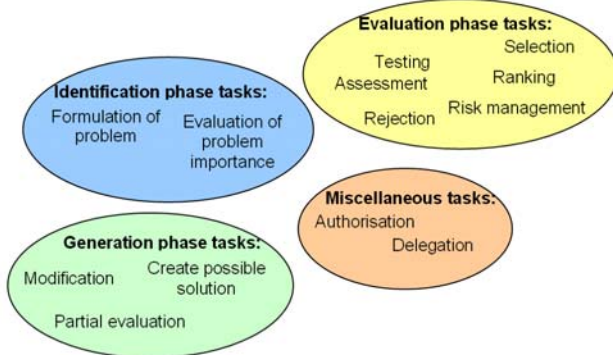 Evaluation phase tasks:
Selection
Testing
Assessment
Ranking
Risk management
Rejection
Identification phase tasks:
Formulation of
problem
Evaluation of
problem
importance
Miscellaneous tasks:
Authorisation
Delegation
Generation phase tasks:
Modification
Create possible
solution
Partial evaluation